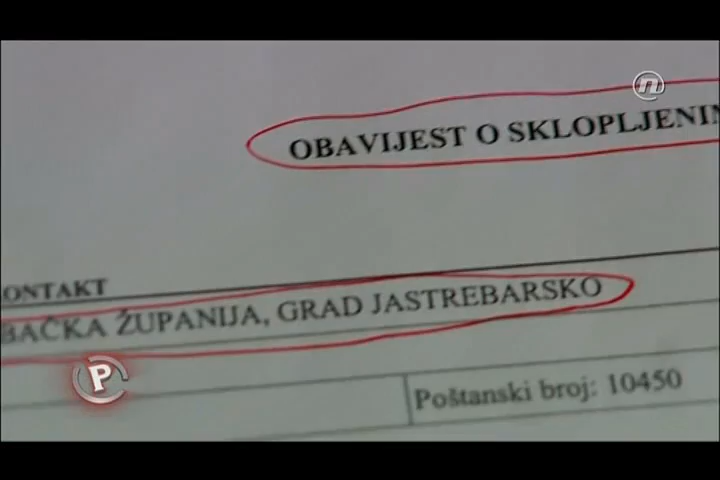 n
OBAVIJEST O SKLOPLJENI
ONTAKT
BAČKA ŽUPANIJA, GRAD JASTREBARSKO
P
Poštanski broj: 10450